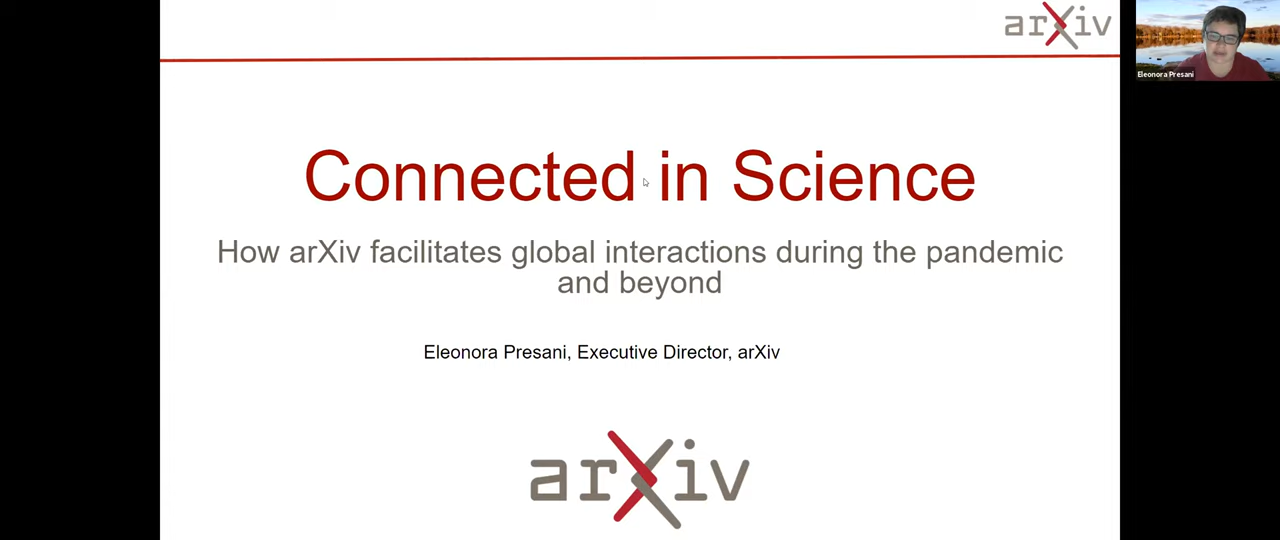 arXiv
Eleonora Presani
Connected in Science
How arXiv facilitates global interactions during the pandemic
and beyond
Eleonora Presani, Executive Director, arXiv
arXiv